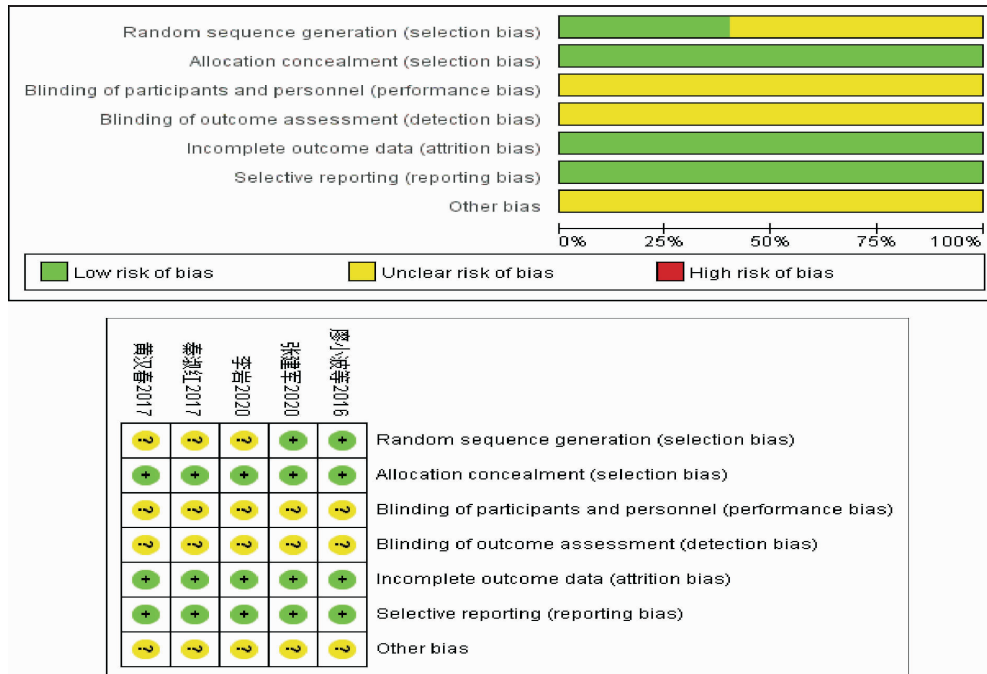 Random sequence generation (selection bias)
Allocation concealment (selection bias)
Blinding of participants and personnel (performance bias)
Blinding of outcome assessment (detection bias)
Incomplete outcome data (attrition bias)
Selective reporting (reporting bias)
Other bias
0% 25% 50% 75% 100%
Low risk of bias Unclear risk of bias High risk of bias
黄汉春2017
秦淑红2017
李岩2020
张建军2020
廖小波等2016
? ? ? + + Random sequence generation (selection bias)
+ + + + + Allocation concealment (selection bias)
? ? ? ? ? Blinding of participants and personnel (performance bias)
? ? ? ? ? Blinding of outcome assessment (detection bias)
+ + + + + Incomplete outcome data (attrition bias)
+ + + + + Selective reporting (reporting bias)
? ? ? ? ? Other bias